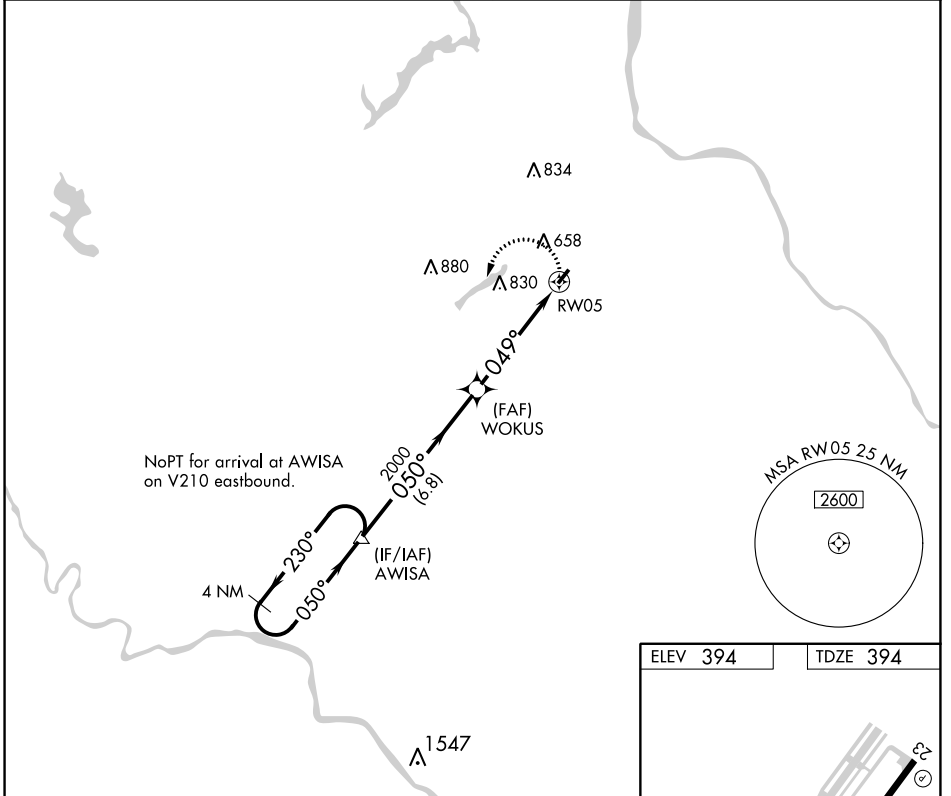 834
658
880
830
RW05
049°
(FAF)
WOKUS
NoPT for arrival at AWISA
on V210 eastbound.
2000
050°
(6.8)
MSA RW05 25 NM
2600
230°
(IF/IAF)
AWISA
4 NM
050°
ELEV 394
TDZE 394
1547
23
P